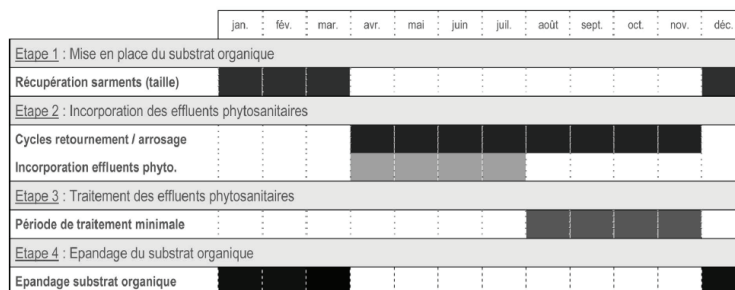 jan. fév. mar. avr. mai juin juil. août sept. oct. nov. déc.
Etape 1 : Mise en place du substrat organique
Récupération sarments (taille)
Etape 2 : Incorporation des effluents phytosanitaires
Cycles retournement / arrosage
Incorporation effluents phyto.
Etape 3 : Traitement des effluents phytosanitaires
Période de traitement minimale
Etape 4 : Epandage du substrat organique
Epandage substrat organique